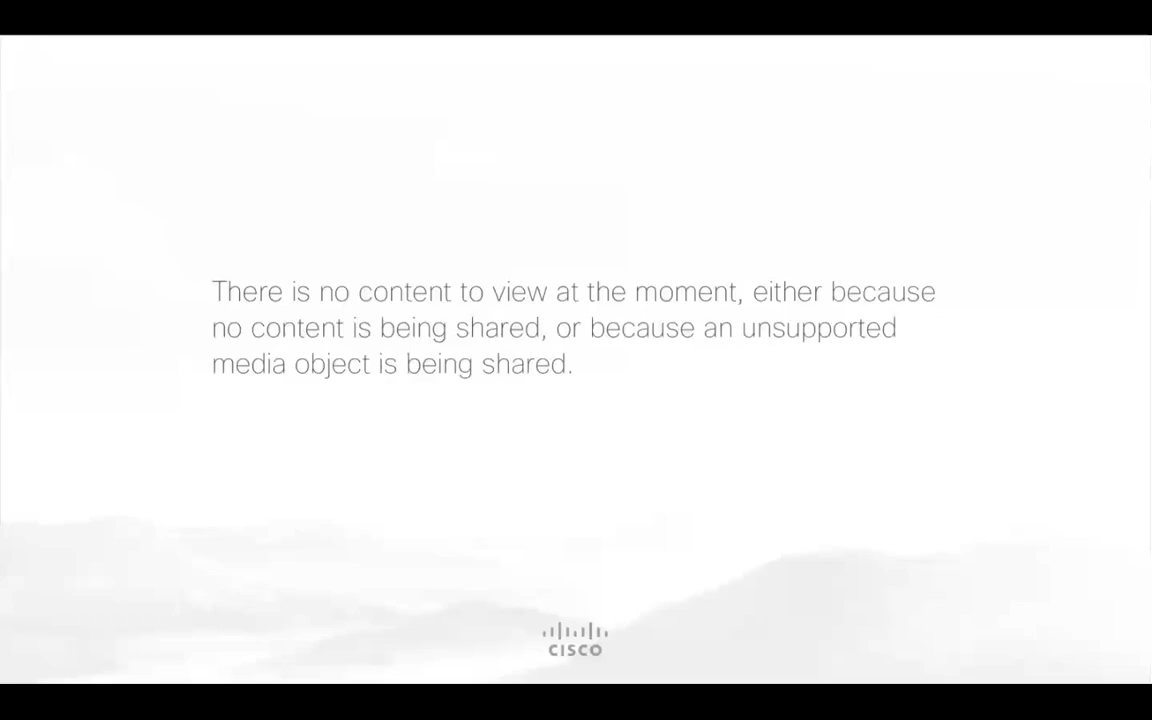 There is no content to view at the moment, either because
no content is being shared, or because an unsupported
media object is being shared.
CISCO